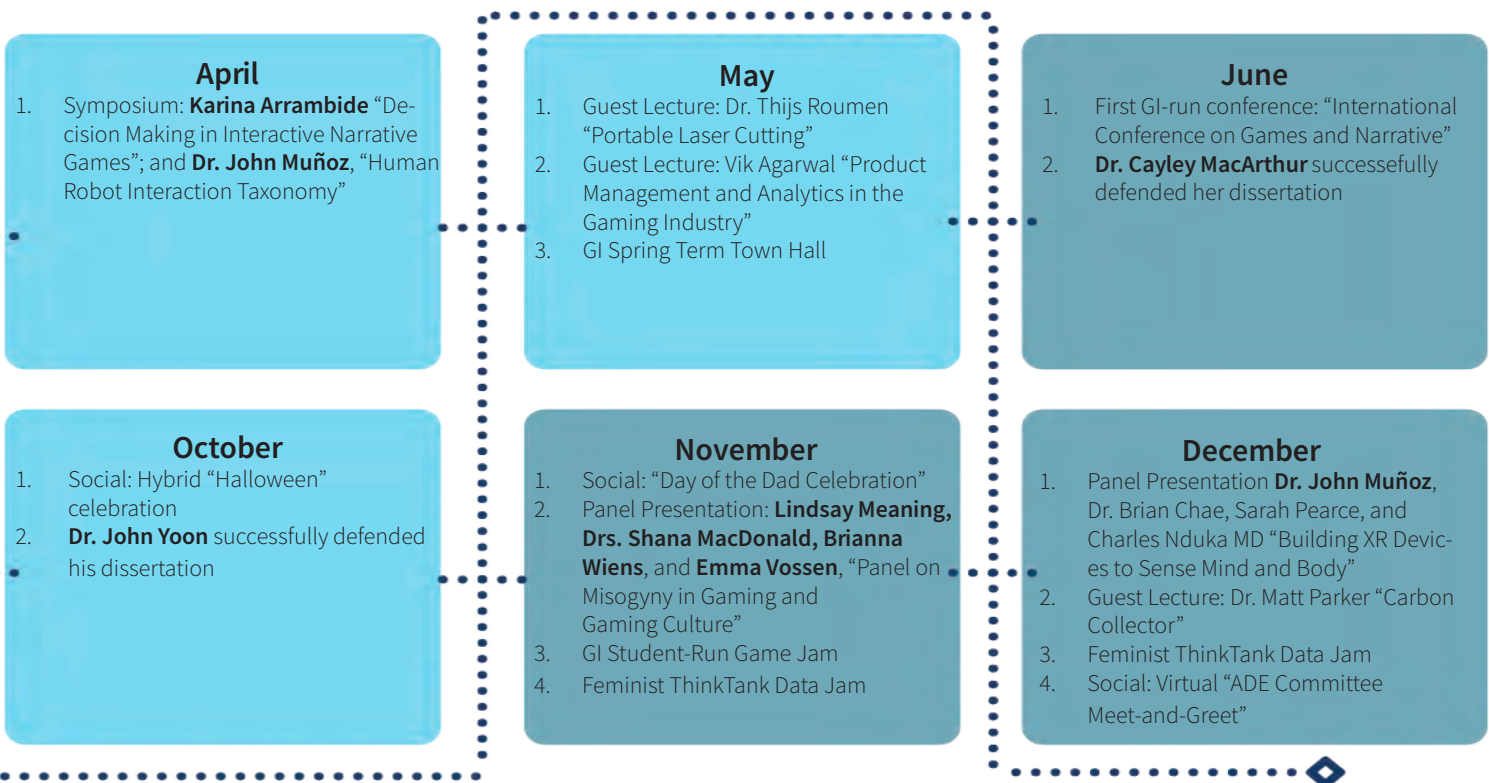 April
1. Symposium: Karina Arrambide “De-
cision Making in Interactive Narrative
Games”; and Dr. John Muñoz, “Human
Robot Interaction Taxonomy”
May
1. Guest Lecture: Dr. Thijs Roumen
“Portable Laser Cutting”
2. Guest Lecture: Vik Agarwal “Product
Management and Analytics in the
Gaming Industry”
3. GI Spring Term Town Hall
June
1. First GI-run conference: “International
Conference on Games and Narrative”
2. Dr. Cayley MacArthur successefully
defended her dissertation
October
1. Social: Hybrid “Halloween”
celebration
2. Dr. John Yoon successfully defended
his dissertation
November
1. Social: “Day of the Dad Celebration”
2. Panel Presentation: Lindsay Meaning,
Drs. Shana MacDonald, Brianna
Wiens, and Emma Vossen, “Panel on
Misogyny in Gaming and
Gaming Culture”
3. GI Student-Run Game Jam
4. Feminist ThinkTank Data Jam
December
1. Panel Presentation Dr. John Muñoz,
Dr. Brian Chae, Sarah Pearce, and
Charles Nduka MD “Building XR Devic-
es to Sense Mind and Body”
2. Guest Lecture: Dr. Matt Parker “Carbon
Collector”
3. Feminist ThinkTank Data Jam
4. Social: Virtual “ADE Committee
Meet-and-Greet”